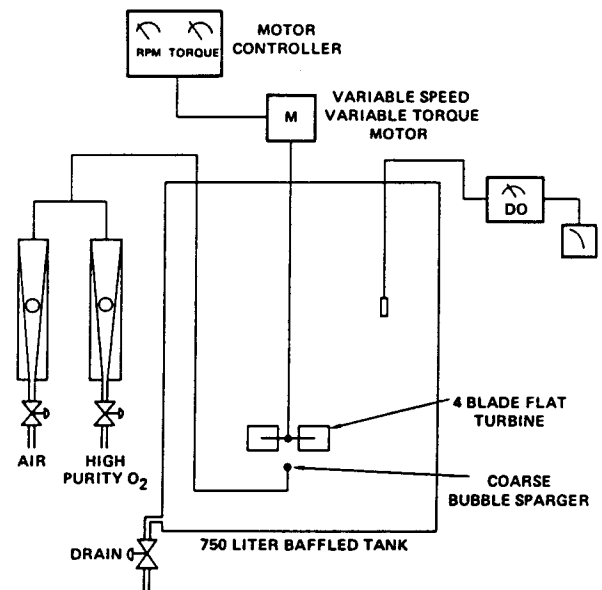 MOTOR
CONTROLLER
RPM TORQUE
VARIABLE SPEED
VARIABLE TORQUE
MOTOR
M
DO
4 BLADE FLAT
TURBINE
AIR
HIGH
PURITY O2
COARSE
BUBBLE SPARGER
DRAIN
750 LITER BAFFLED TANK